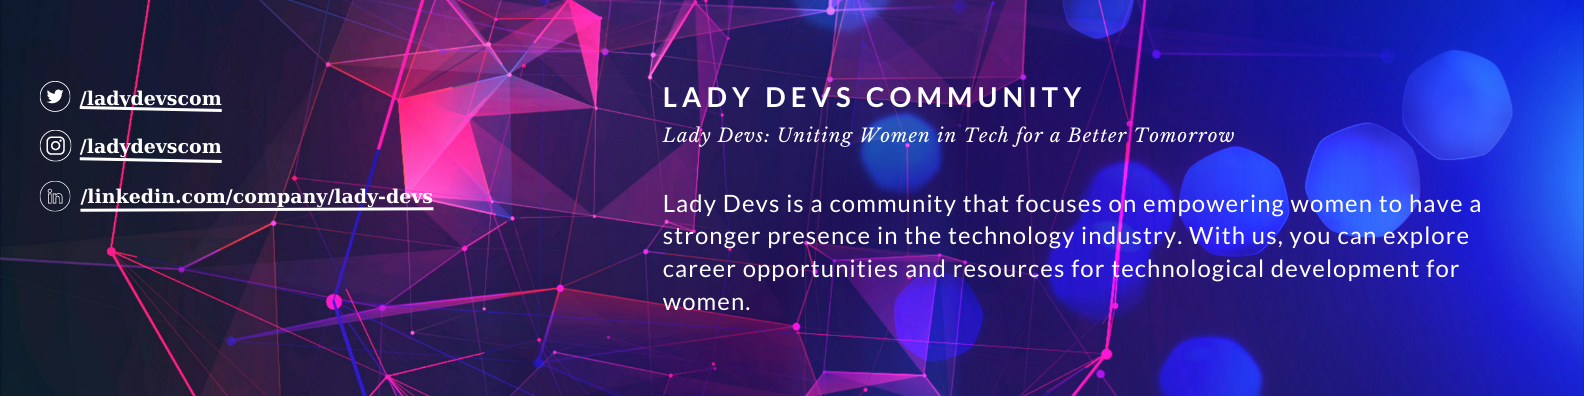 /ladydevscom
/ladydevscom
/linkedin.com/company/lady-devs
LADY DEVS COMMUNITY
Lady Devs: Uniting Women in Tech for a Better Tomorrow
Lady Devs is a community that focuses on empowering women to have a
stronger presence in the technology industry. With us, you can explore
career opportunities and resources for technological development for
women.